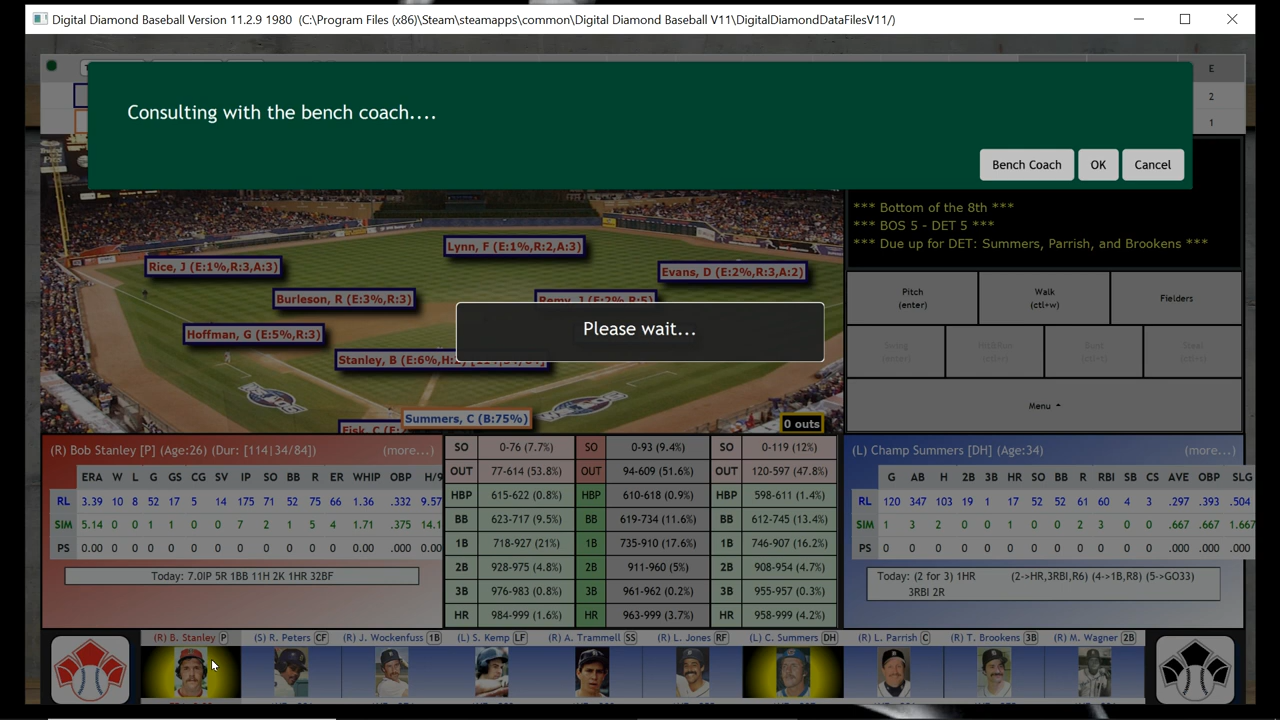 Digital Diamond Baseball Version 11.2.9 1980 (C:\Program Files (x86)\Steam\steamapps\common\Digital Diamond Baseball V11\DigitalDiamondDataFilesV11/)
E
2
1
Consulting with the bench coach....
Bench Coach OK Cancel
*** Bottom of the 8th ***
*** BOS 5 - DET 5 ***
*** Due up for DET: Summers, Parrish, and Brookens ***
Lynn, F (E:1%,R:2,A:3)
Rice, J (E:1%,R:3,A:3)
Evans, D (E:2%,R:3,A:2)
Burleson, R (E:3%,R:3)
Remy, J (E:2%,R:5)
Hoffman, G (E:5%,R:3)
Stanley, B (E:6%,H:
Please wait...
Summers, C (B:75%)
Fisk, C (E:
0 outs
Pitch (enter)
Walk (ctl+w)
Fielders
Menu
(R) Bob Stanley [P] (Age:26) (Dur: [114|34/84]) (more...)
ERA W L G GS CG SV IP SO BB R ER WHIP OBP H/9
RL 3.39 10 8 52 17 5 14 175 71 52 75 66 1.36 .332 9.57
SIM 5.14 0 0 1 1 0 0 7 2 1 5 4 1.71 .375 14.1
PS 0.00 0 0 0 0 0 0 0 0 0 0 0 0.00 .000 0.00
Today: 7.0IP 5R 1BB 11H 2K 1HR 32BF
SO 0-76 (7.7%) SO 0-93 (9.4%) SO 0-119 (12%)
OUT 77-614 (53.8%) OUT 94-609 (51.6%) OUT 120-597 (47.8%)
HBP 615-622 (0.8%) HBP 610-618 (0.9%) HBP 598-611 (1.4%)
BB 623-717 (9.5%) BB 619-734 (11.6%) BB 612-745 (13.4%)
1B 718-927 (21%) 1B 735-910 (17.6%) 1B 746-907 (16.2%)
2B 928-975 (4.8%) 2B 911-960 (5%) 2B 908-954 (4.7%)
3B 976-983 (0.8%) 3B 961-962 (0.2%) 3B 955-957 (0.3%)
HR 984-999 (1.6%) HR 963-999 (3.7%) HR 958-999 (4.2%)
(L) Champ Summers [DH] (Age:34) (more...)
G AB H 2B 3B HR SO BB R RBI SB CS AVE OBP SLG
RL 120 347 103 19 1 17 52 52 61 60 4 3 .297 .393 .504
SIM 1 3 2 0 0 1 0 0 2 3 0 0 .667 .667 1.667
PS 0 0 0 0 0 0 0 0 0 0 0 0 .000 .000 .000
Today: (2 for 3) 1HR (2->HR,3RBI,R6) (4->1B,R8) (5->GO33)
3RBI 2R
(R) B. Stanley P (S) R. Peters CF (R) J. Wockenfuss 1B (L) S. Kemp LF (R) A. Trammell SS (R) L. Jones RF (L) C. Summers DH (R) L. Parrish C (R) T. Brookens 3B (R) M. Wagner 2B